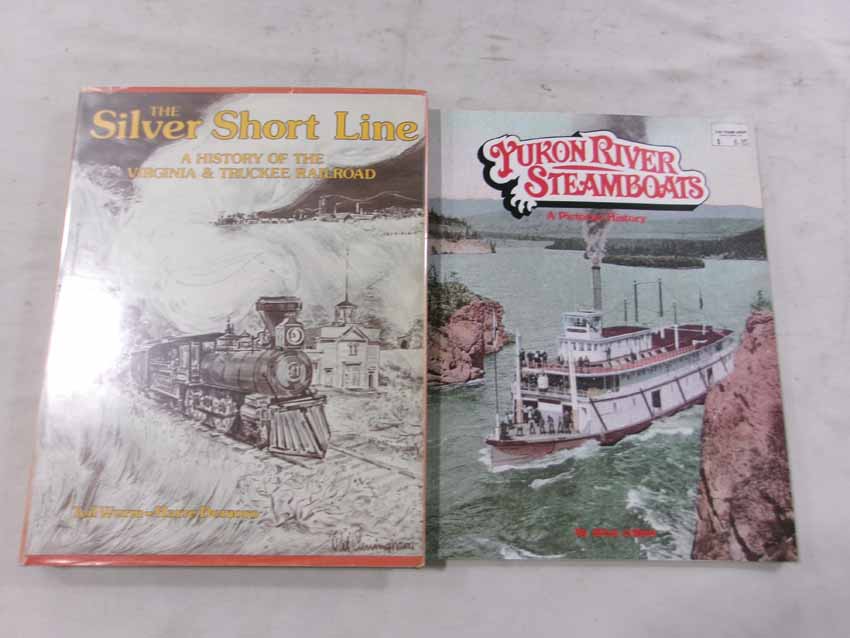 THE
Silver Short Line
A HISTORY OF THE
VIRGINIA & TRUCKEE RAILROAD
YUKON RIVER
STEAMBOATS
A Pictorial History
$